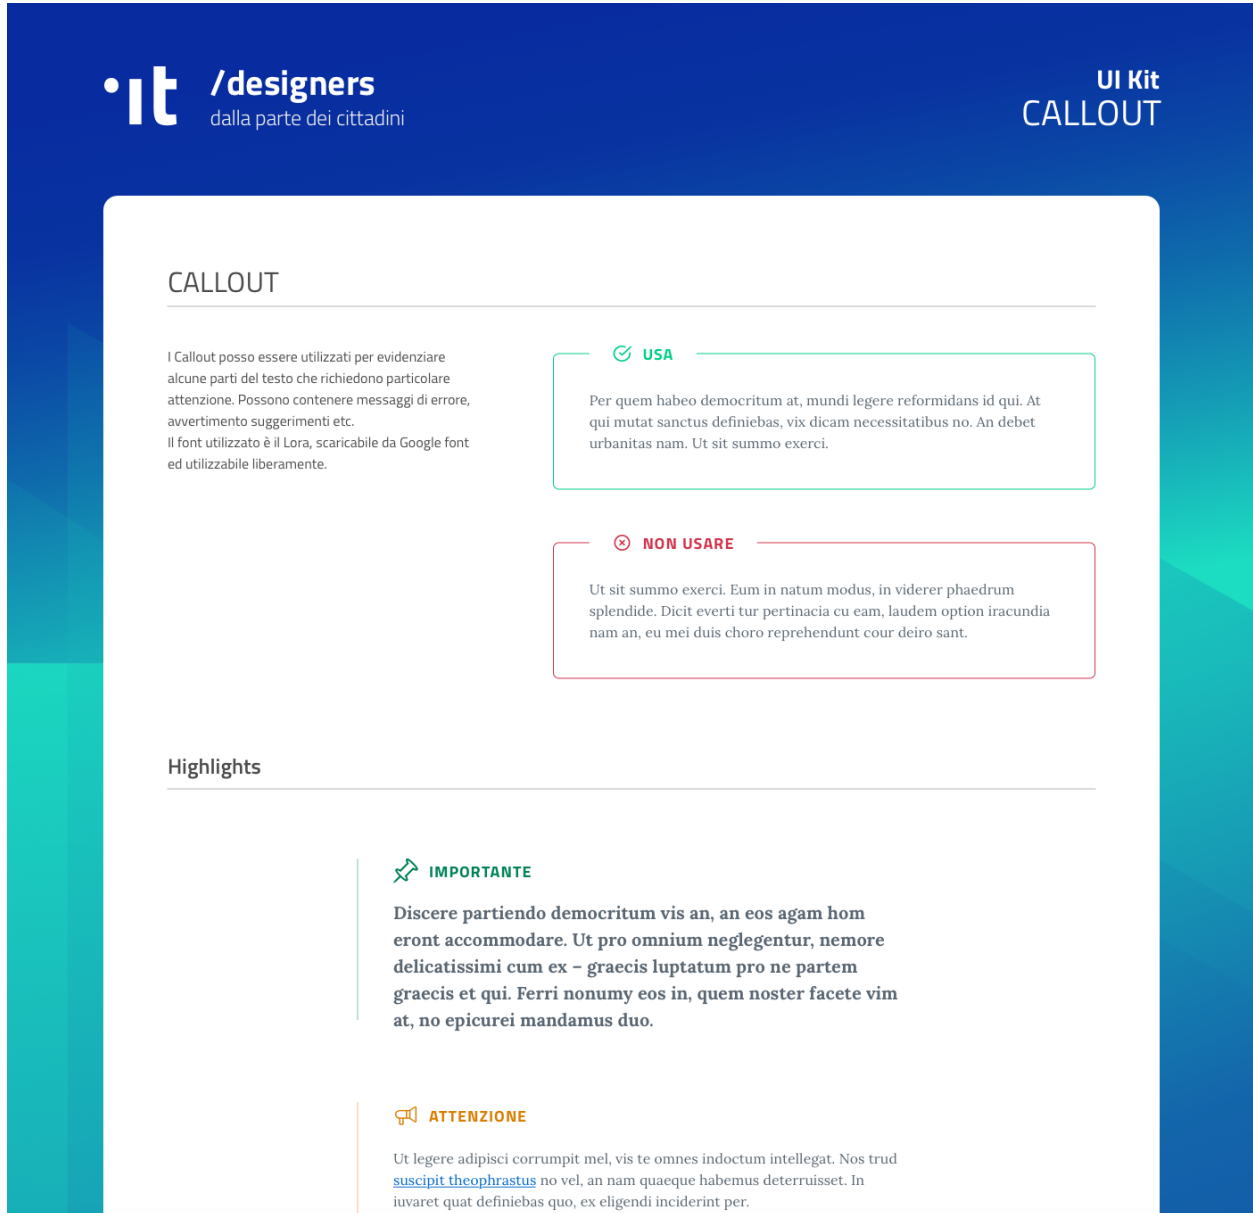 ·it
/designers
dalla parte dei cittadini
UI Kit
CALLOUT
CALLOUT
I Callout posso essere utilizzati per evidenziare
alcune parti del testo che richiedono particolare
attenzione. Possono contenere messaggi di errore,
avvertimento suggerimenti etc.
Il font utilizzato è il Lora, scaricabile da Google font
ed utilizzabile liberamente.
USA
Per quem habeo democritum at, mundi legere reformidans id qui. At
qui mutat sanctus definiebas, vix dicam necessitatibus no. An debet
urbanitas nam. Ut sit summo exerci.
NON USARE
Ut sit summo exerci. Eum in natum modus, in viderer phaedrum
splendide. Dicit everti tur pertinacia cu eam, laudem option iracundia
nam an, eu mei duis choro reprehendunt cour deiro sant.
Highlights
IMPORTANTE
Discere partiendo democritum vis an, an eos agam hom
eront accommodare. Ut pro omnium neglegentur, nemore
delicatissimi cum ex – graecis luptatum pro ne partem
graecis et qui. Ferri nonumy eos in, quem noster facete vim
at, no epicurei mandamus duo.
ATTENZIONE
Ut legere adipisci corrumpit mel, vis te omnes indoctum intellegat. Nos trud
suscipit theophrastus no vel, an nam quaeque habemus deterruisset. In
iuvaret quat definiebas quo, ex eligendi inciderint per.